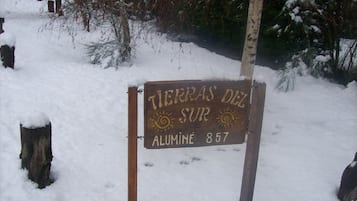 TIERRAS DEL
SUR
ALUMINÉ 857